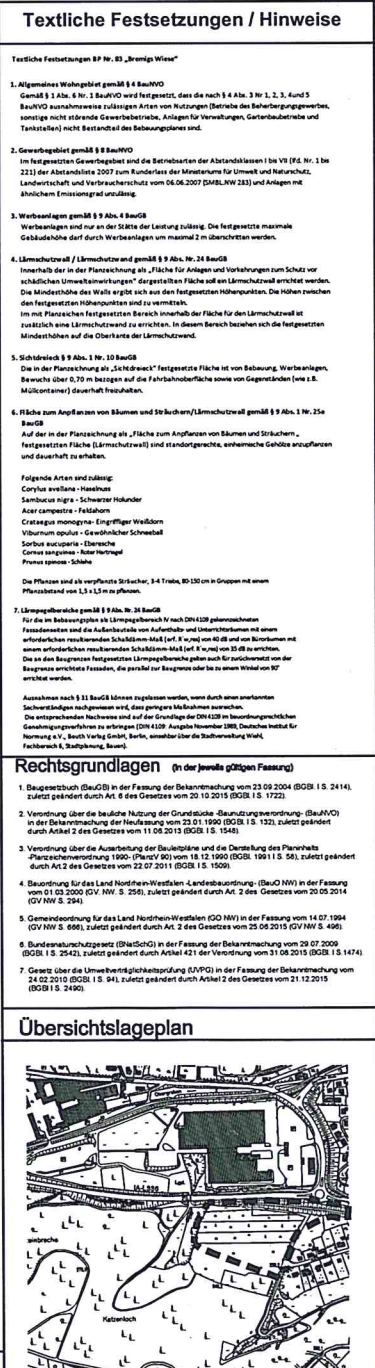 Textliche Festsetzungen / Hinweise
Textliche Festsetzungen BP Nr. 83 „Bremigs Wiese"
1. Allgemeines Wohngebiet gemäß § 4 BauNVO
Gemäß § 1 Abs. 6 Nr. 1 BauNVO wird festgesetzt, dass die nach § 4 Abs. 3 Nr 1, 2, 3, 4und 5
BauNVO ausnahmsweise zulässigen Arten von Nutzungen (Betriebe des Beherbergungsgewerbes,
sonstige nicht störende Gewerbebetriebe, Anlagen für Verwaltungen, Gartenbaubetriebe und
Tankstellen) nicht Bestandteil des Bebauungsplanes sind.
2. Gewerbegebiet gemäß § 8 BauNVO
Im festgesetzten Gewerbegebiet sind die Betriebsarten der Abstandsklassen I bis VII (lfd. Nr. 1 bis
221) der Abstandsliste 2007 zum Runderlass der Ministeriums für Umwelt und Naturschutz,
Landwirtschaft und Verbraucherschutz vom 06.06.2007 (SMBL.NW 283) und Anlagen mit
ähnlichem Emissionsgrad unzulässig.
3. Werbeanlagen gemäß § 9 Abs. 4 BauGB
Werbeanlagen sind nur an der Stätte der Leistung zulässig. Die festgesetzte maximale
Gebäudehöhe darf durch Werbeanlagen um maximal 2 m überschritten werden.
4. Lärmschutzwall / Lärmschutzwand gemäß § 9 Abs. Nr. 24 BauGB
Innerhalb der in der Planzeichnung als „Fläche für Anlagen und Vorkehrungen zum Schutz vor
schädlichen Umwelteinwirkungen" dargestellten Fläche soll ein Lärmschutzwall errichtet werden.
Die Mindesthöhe des Walls ergibt sich aus den festgesetzten Höhenpunkten. Die Höhen zwischen
den festgesetzten Höhenpunkten sind zu vermitteln.
Im mit Planzeichen festgesetzten Bereich innerhalb der Fläche für den Lärmschutzwall ist
zusätzlich eine Lärmschutzwand zu errichten. In diesem Bereich beziehen sich die festgesetzten
Mindesthöhen auf die Oberkante der Lärmschutzwand.
5. Sichtdreieck § 9 Abs. 1 Nr. 10 BauGB
Die in der Planzeichnung als „Sichtdreieck" festgesetzte Fläche ist von Bebauung, Werbeanlagen,
Bewuchs über 0,70 m bezogen auf die Fahrbahnoberfläche sowie von Gegenständen (wie z.B.
Müllcontainer) dauerhaft freizuhalten.
6. Fläche zum Anpflanzen von Bäumen und Sträuchern/Lärmschutzwall gemäß § 9 Abs. 1 Nr. 25a
BauGB
Auf der in der Planzeichnung als „Fläche zum Anpflanzen von Bäumen und Sträuchern „
festgesetzten Fläche (Lärmschutzwall) sind standortgerechte, einheimische Gehölze anzupflanzen
und dauerhaft zu erhalten.
Folgende Arten sind zulässig:
Corylus avellana - Haselnuss
Sambucus nigra - Schwarzer Holunder
Acer campestre - Feldahorn
Crataegus monogyna- Eingriffliger Weißdorn
Viburnum opulus - Gewöhnlicher Schneeball
Sorbus aucuparia - Eberesche
Cornus sanguinea - Roter Hartriegel
Prunus spinosa - Schlehe
Die Pflanzen sind als verpflanzte Sträucher, 3-4 Triebe, 80-150 cm in Gruppen mit einem
Pflanzabstand von 1,5 x 1,5 m zu pflanzen.
7. Lärmpegelbereiche gemäß § 9 Abs. Nr. 24 BauGB
Für die im Bebauungsplan als Lärmpegelbereich IV nach DIN 4109 gekennzeichneten
Fassadenseiten sind die Außenbauteile von Aufenthalts- und Unterrichtsräumen mit einem
erforderlichen resultierenden Schalldämm-Maß (erf. R'w,res) von 40 dB und von Büroräumen mit
einem erforderlichen resultierenden Schalldämm-Maß (erf. R'w,res) von 35 dB zu errichten.
Die an den Baugrenzen festgesetzten Lärmpegelbereiche gelten auch für zurückversetzt von der
Baugrenze errichtete Fassaden, die parallel zur Baugrenze oder bis zu einem Winkel von 90°
errichtet werden.
Ausnahmen nach § 31 BauGB können zugelassen werden, wenn durch einen anerkannten
Sachverständigen nachgewiesen wird, dass geringere Maßnahmen ausreichen.
Die entsprechenden Nachweise sind auf der Grundlage der DIN 4109 im bauordnungsrechtlichen
Genehmigungsverfahren zu erbringen (DIN 4109: Ausgabe November 1989, Deutsches Institut für
Normung e.V., Beuth Verlag GmbH, Berlin, einsehbar über die Stadtverwaltung Wiehl,
Fachbereich 6, Stadtplanung, Bauen).
Rechtsgrundlagen (in der jeweils gültigen Fassung)
1. Baugesetzbuch (BauGB) in der Fassung der Bekanntmachung vom 23.09.2004 (BGBl. I S. 2414),
zuletzt geändert durch Art. 6 des Gesetzes vom 20.10.2015 (BGBl. I S. 1722).
2. Verordnung über die bauliche Nutzung der Grundstücke -Baunutzungsverordnung- (BauNVO)
in der Bekanntmachung der Neufassung vom 23.01.1990 (BGBl. I S. 132), zuletzt geändert
durch Artikel 2 des Gesetzes vom 11.06.2013 (BGBl. I S. 1548).
3. Verordnung über die Ausarbeitung der Bauleitpläne und die Darstellung des Planinhalts
-Planzeichenverordnung 1990- (PlantzV 90) vom 18.12.1990 (BGBl. 1991 I S. 58), zuletzt geändert
durch Art.2 des Gesetzes vom 22.07.2011 (BGBl. I S. 1509).
4. Bauordnung für das Land Nordrhein-Westfalen -Landesbauordnung- (BauO NW) in der Fassung
vom 01.03.2000 (GV. NW. S. 256), zuletzt geändert durch Art. 2 des Gesetzes vom 20.05.2014
(GV NW S. 294).
5. Gemeindeordnung für das Land Nordrhein-Westfalen (GO NW) in der Fassung vom 14.07.1994
(GV NW S. 666), zuletzt geändert durch Art. 2 des Gesetzes vom 25.06.2015 (GV NW S. 496).
6. Bundesnaturschutzgesetz (BNatSchG) in der Fassung der Bekanntmachung vom 29.07.2009
(BGBl. I S. 2542), zuletzt geändert durch Artikel 421 der Verordnung vom 31.08.2015 (BGBl. I S.1474).
7. Gesetz über die Umweltverträglichkeitsprüfung (UVPG) in der Fassung der Bekanntmachung vom
24.02.2010 (BGBl. I S. 94), zuletzt geändert durch Artikel 2 des Gesetzes vom 21.12.2015
(BGBl. I S. 2490).
Übersichtslageplan
Katzenloch